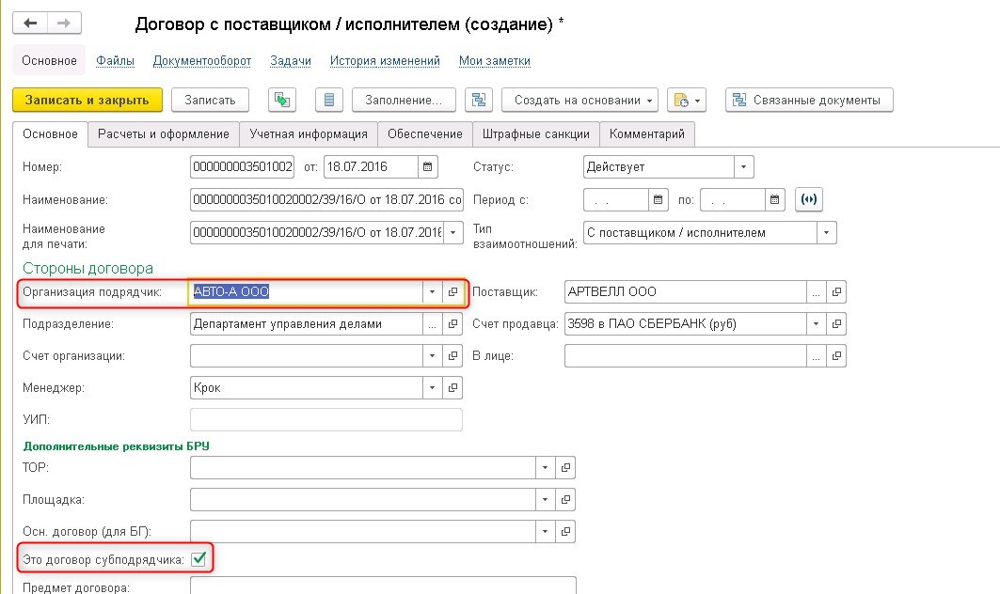 Договор с поставщиком / исполнителем (создание) *
Основное Файлы Документооборот Задачи История изменений Мои заметки
Записать и закрыть Записать Заполнение... Создать на основании Связанные документы
Основное Расчеты и оформление Учетная информация Обеспечение Штрафные санкции Комментарий
Номер: 000000003501002 от: 18.07.2016 Статус: Действует
Наименование: 0000000035010020002/39/16/О от 18.07.2016 со Период с: . . по: . .
Наименование для печати: 0000000035010020002/39/16/О от 18.07.2016 Тип взаимоотношений: С поставщиком / исполнителем
Стороны договора
Организация подрядчик: АВТО-А ООО Поставщик: АРТВЕЛЛ ООО ...
Подразделение: Департамент управления делами ... Счет продавца: 3598 в ПАО СБЕРБАНК (руб)
Счет организации: В лице: ...
Менеджер: Крок
УИП:
Дополнительные реквизиты БРУ
ТОР:
Площадка:
Осн. договор (для БГ):
Это договор субподрядчика:
Предмет договора: